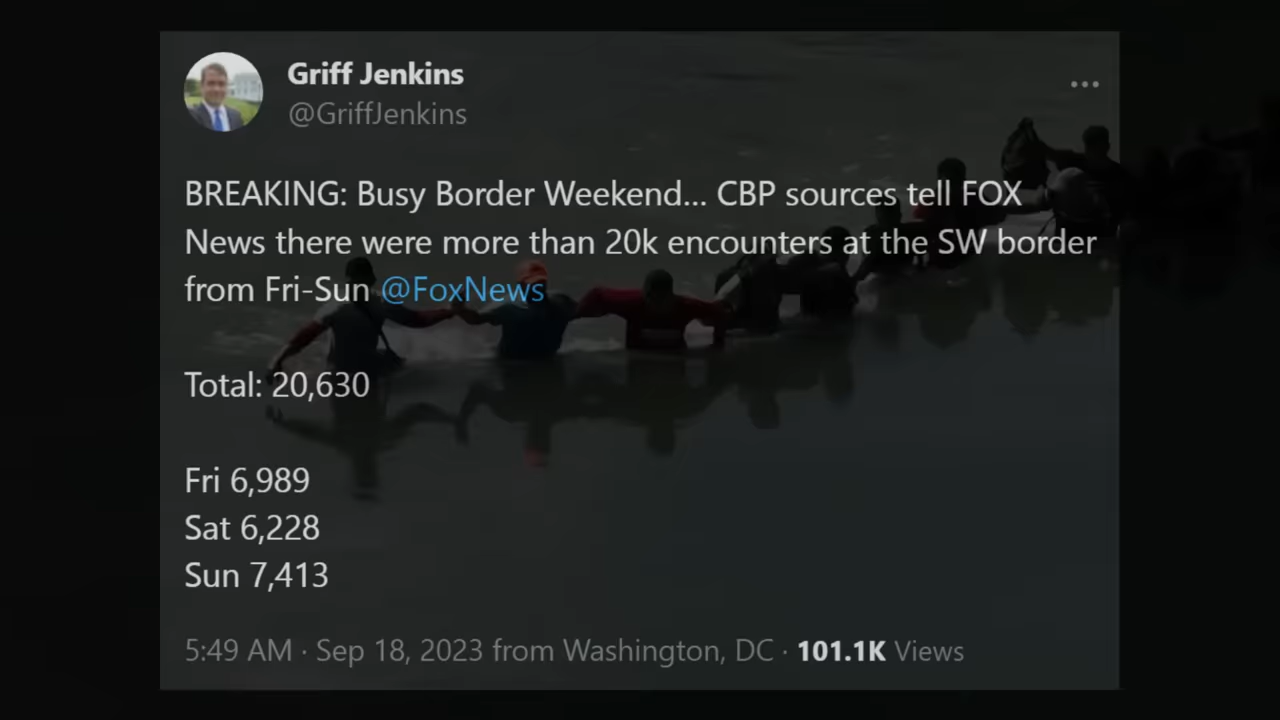 Griff Jenkins
@GriffJenkins
BREAKING: Busy Border Weekend... CBP sources tell FOX
News there were more than 20k encounters at the SW border
from Fri-Sun @FoxNews
Total: 20,630
Fri 6,989
Sat 6,228
Sun 7,413
5:49 AM · Sep 18, 2023 from Washington, DC · 101.1K Views